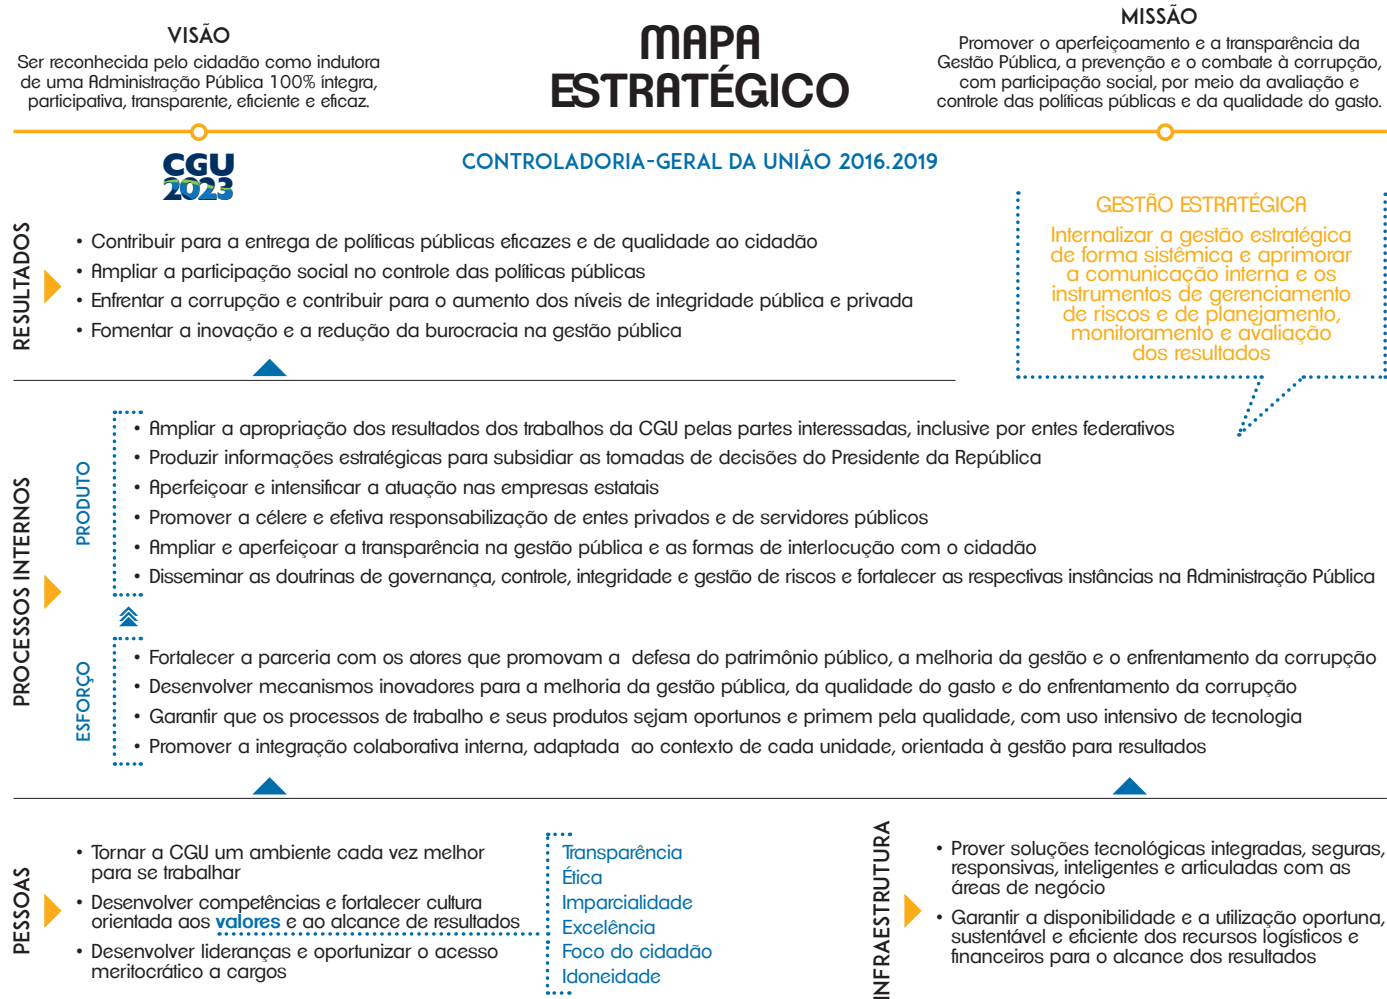 VISÃO
Ser reconhecida pelo cidadão como indutora
de uma Administração Pública 100% íntegra,
participativa, transparente, eficiente e eficaz.
MAPA
ESTRATÉGICO
MISSÃO
Promover o aperfeiçoamento e a transparência da
Gestão Pública, a prevenção e o combate à corrupção,
com participação social, por meio da avaliação e
controle das políticas públicas e da qualidade do gasto.
CGU
2023
CONTROLADORIA-GERAL DA UNIÃO 2016.2019
GESTÃO ESTRATÉGICA
Internalizar a gestão estratégica
de forma sistêmica e aprimorar
a comunicação interna e os
instrumentos de gerenciamento
de riscos e de planejamento,
monitoramento e avaliação
dos resultados
RESULTADOS
• Contribuir para a entrega de políticas públicas eficazes e de qualidade ao cidadão
• Ampliar a participação social no controle das políticas públicas
• Enfrentar a corrupção e contribuir para o aumento dos níveis de integridade pública e privada
• Fomentar a inovação e a redução da burocracia na gestão pública
PROCESSOS INTERNOS
PRODUTO
• Ampliar a apropriação dos resultados dos trabalhos da CGU pelas partes interessadas, inclusive por entes federativos
• Produzir informações estratégicas para subsidiar as tomadas de decisões do Presidente da República
• Aperfeiçoar e intensificar a atuação nas empresas estatais
• Promover a célere e efetiva responsabilização de entes privados e de servidores públicos
• Ampliar e aperfeiçoar a transparência na gestão pública e as formas de interlocução com o cidadão
• Disseminar as doutrinas de governança, controle, integridade e gestão de riscos e fortalecer as respectivas instâncias na Administração Pública
ESFORÇO
• Fortalecer a parceria com os atores que promovam a defesa do patrimônio público, a melhoria da gestão e o enfrentamento da corrupção
• Desenvolver mecanismos inovadores para a melhoria da gestão pública, da qualidade do gasto e do enfrentamento da corrupção
• Garantir que os processos de trabalho e seus produtos sejam oportunos e primem pela qualidade, com uso intensivo de tecnologia
• Promover a integração colaborativa interna, adaptada ao contexto de cada unidade, orientada à gestão para resultados
PESSOAS
• Tornar a CGU um ambiente cada vez melhor
para se trabalhar
• Desenvolver competências e fortalecer cultura
orientada aos valores e ao alcance de resultados
• Desenvolver lideranças e oportunizar o acesso
meritocrático a cargos
Transparência
Ética
Imparcialidade
Excelência
Foco do cidadão
Idoneidade
INFRAESTRUTURA
• Prover soluções tecnológicas integradas, seguras,
responsivas, inteligentes e articuladas com as
áreas de negócio
• Garantir a disponibilidade e a utilização oportuna,
sustentável e eficiente dos recursos logísticos e
financeiros para o alcance dos resultados